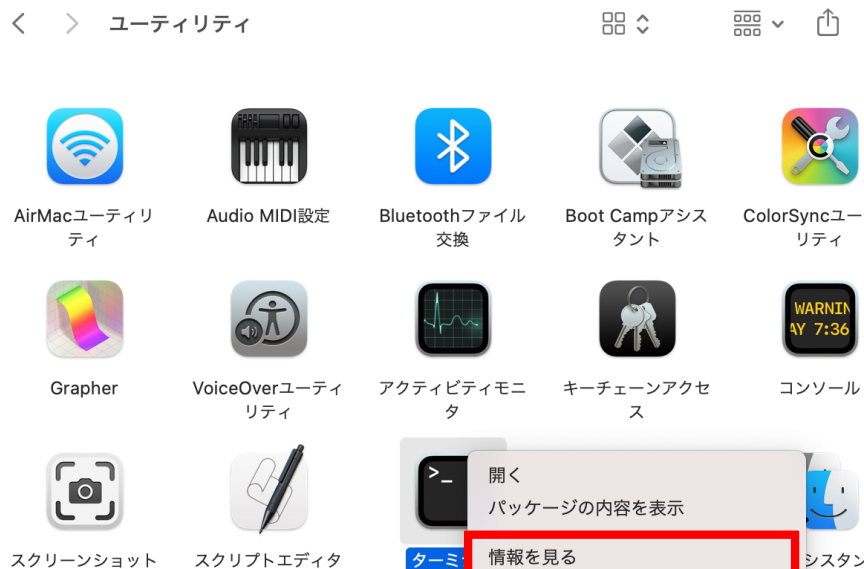 ユーティリティ
AirMacユーティリ
ティ
Audio MIDI設定
Bluetoothファイル
交換
Boot Campアシス
タント
ColorSyncユー
リティ
WARNIN
AY 7:36
Grapher
VoiceOverユーティ
リティ
アクティビティモニ
タ
キーチェーンアクセ
ス
コンソール
>_
開く
パッケージの内容を表示
情報を見る
スクリーンショット
スクリプトエディタ
ターミ
シスタン